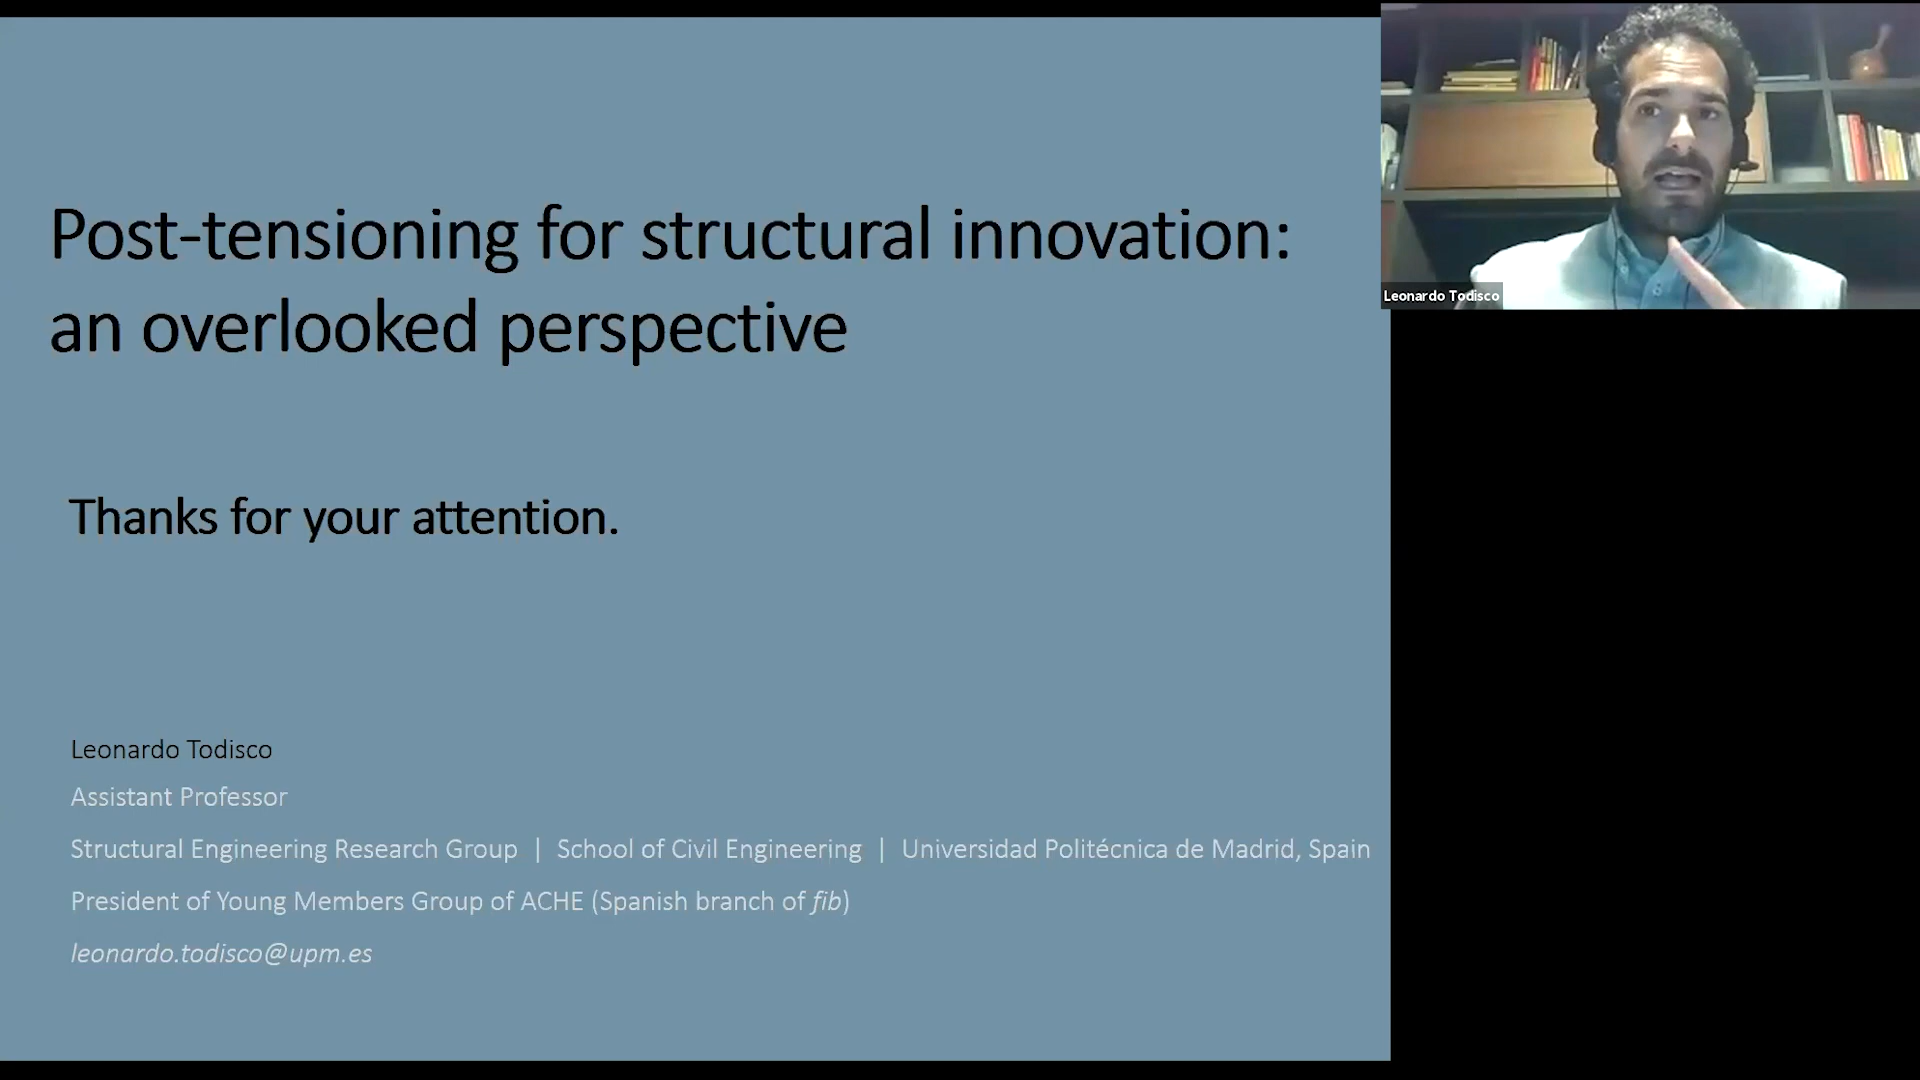 Post-tensioning for structural innovation:
an overlooked perspective
Thanks for your attention.
Leonardo Todisco
Assistant Professor
Structural Engineering Research Group | School of Civil Engineering | Universidad Politécnica de Madrid, Spain
President of Young Members Group of ACHE (Spanish branch of fib)
leonardo.todisco@upm.es
Leonardo Todisco